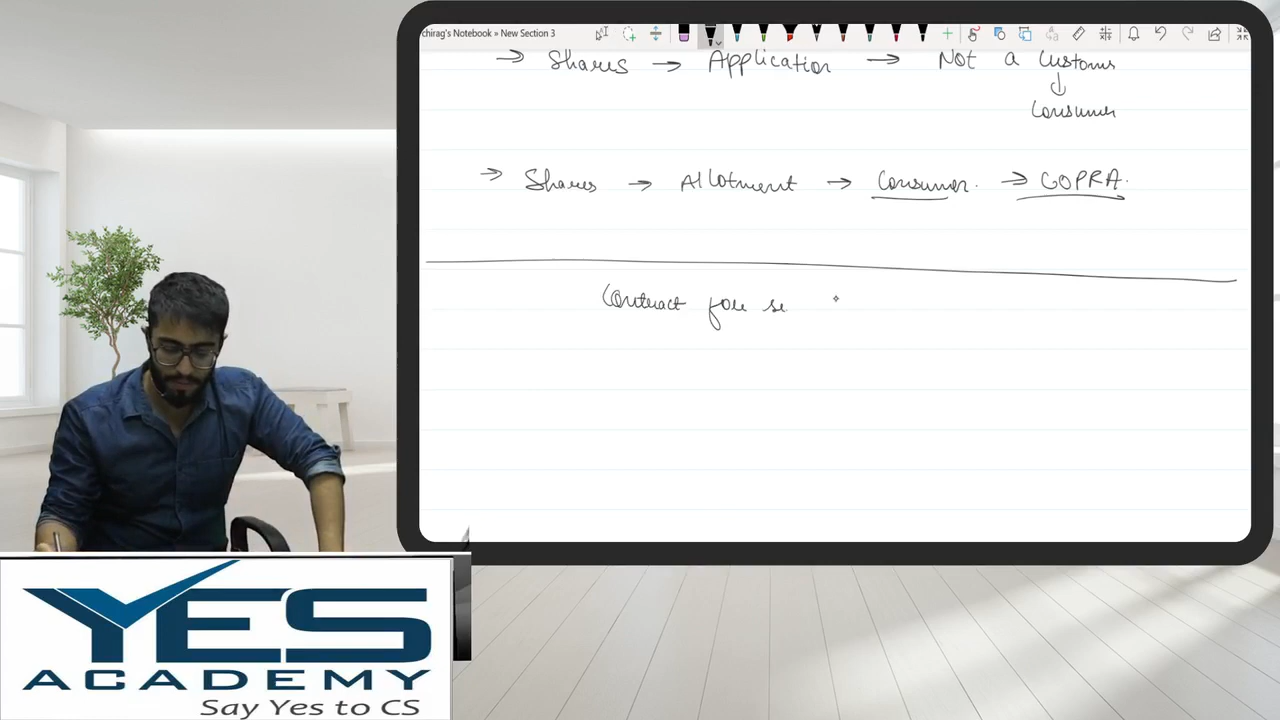 chirag's Notebook » New Section 3
→ Shares → Application → Not a Customer
↓
Consumer
→ Shares → Allotment → Consumer. → COPRA.
Contract for se
YES
ACADEMY
Say Yes to CS